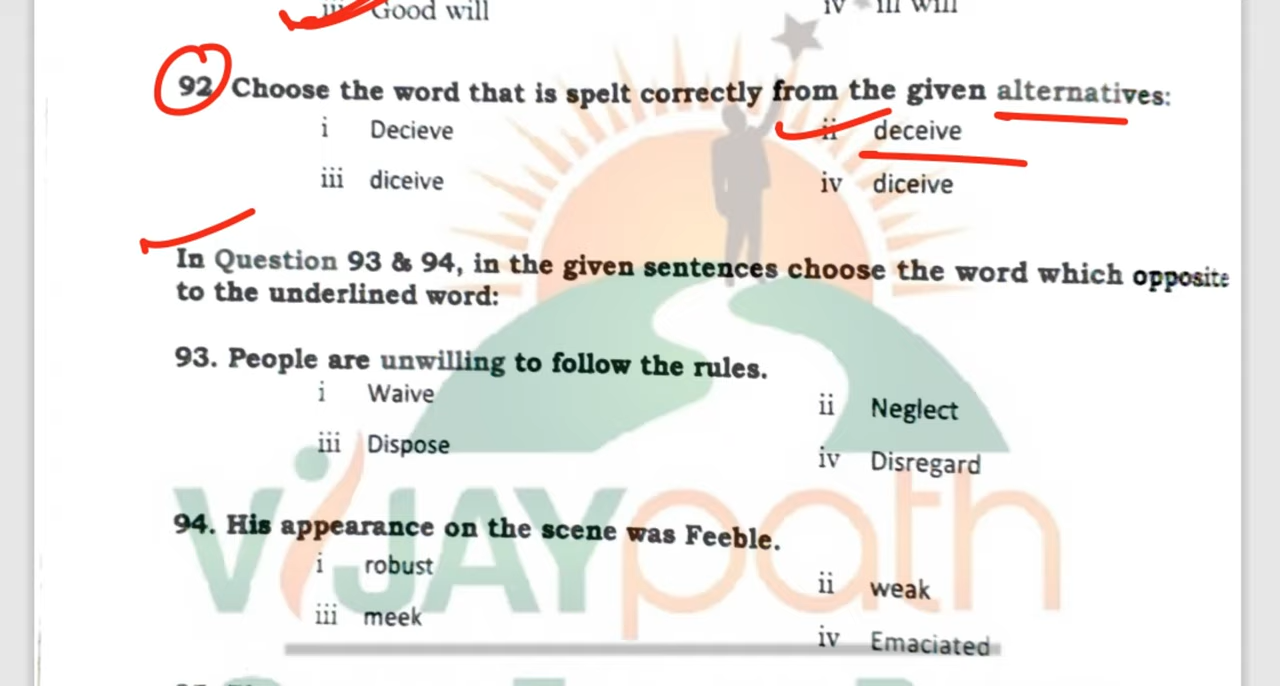 iii Good will
iv ill will
92 Choose the word that is spelt correctly from the given alternatives:
i Decieve
ii deceive
iii diceive
iv diceive
In Question 93 & 94, in the given sentences choose the word which opposite
to the underlined word:
93. People are unwilling to follow the rules.
i Waive
ii Neglect
iii Dispose
iv Disregard
94. His appearance on the scene was Feeble.
i robust
ii weak
iii meek
iv Emaciated
ViJAYpath